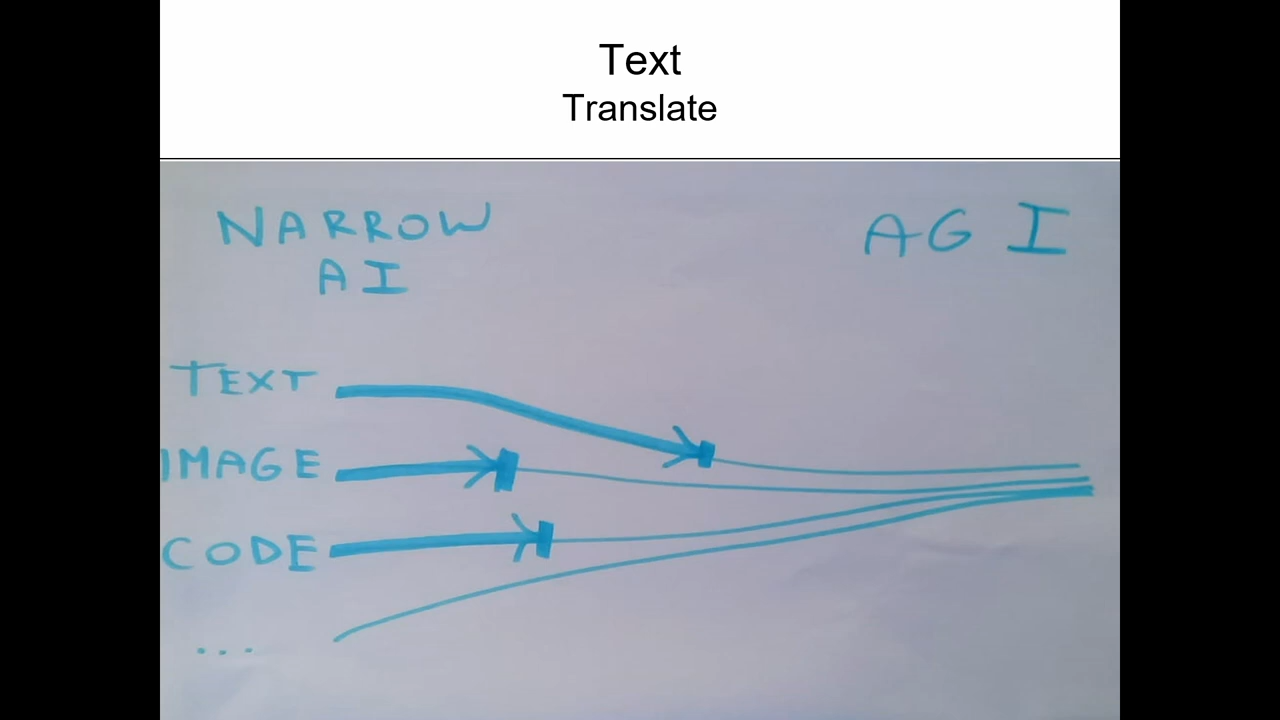 Text
Translate
NARROW
AI
AGI
TEXT
IMAGE
CODE
...